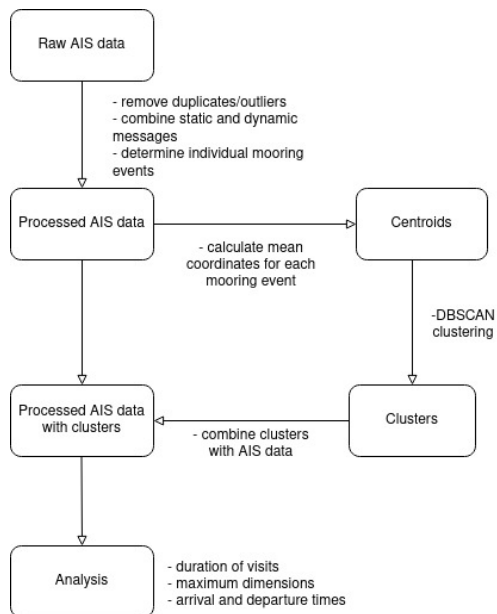 Raw AIS data
- remove duplicates/outliers
- combine static and dynamic
messages
- determine individual mooring
events
Processed AIS data
Centroids
- calculate mean
coordinates for each
mooring event
-DBSCAN
clustering
Processed AIS data
with clusters
Clusters
- combine clusters
with AIS data
Analysis
- duration of visits
- maximum dimensions
- arrival and departure times